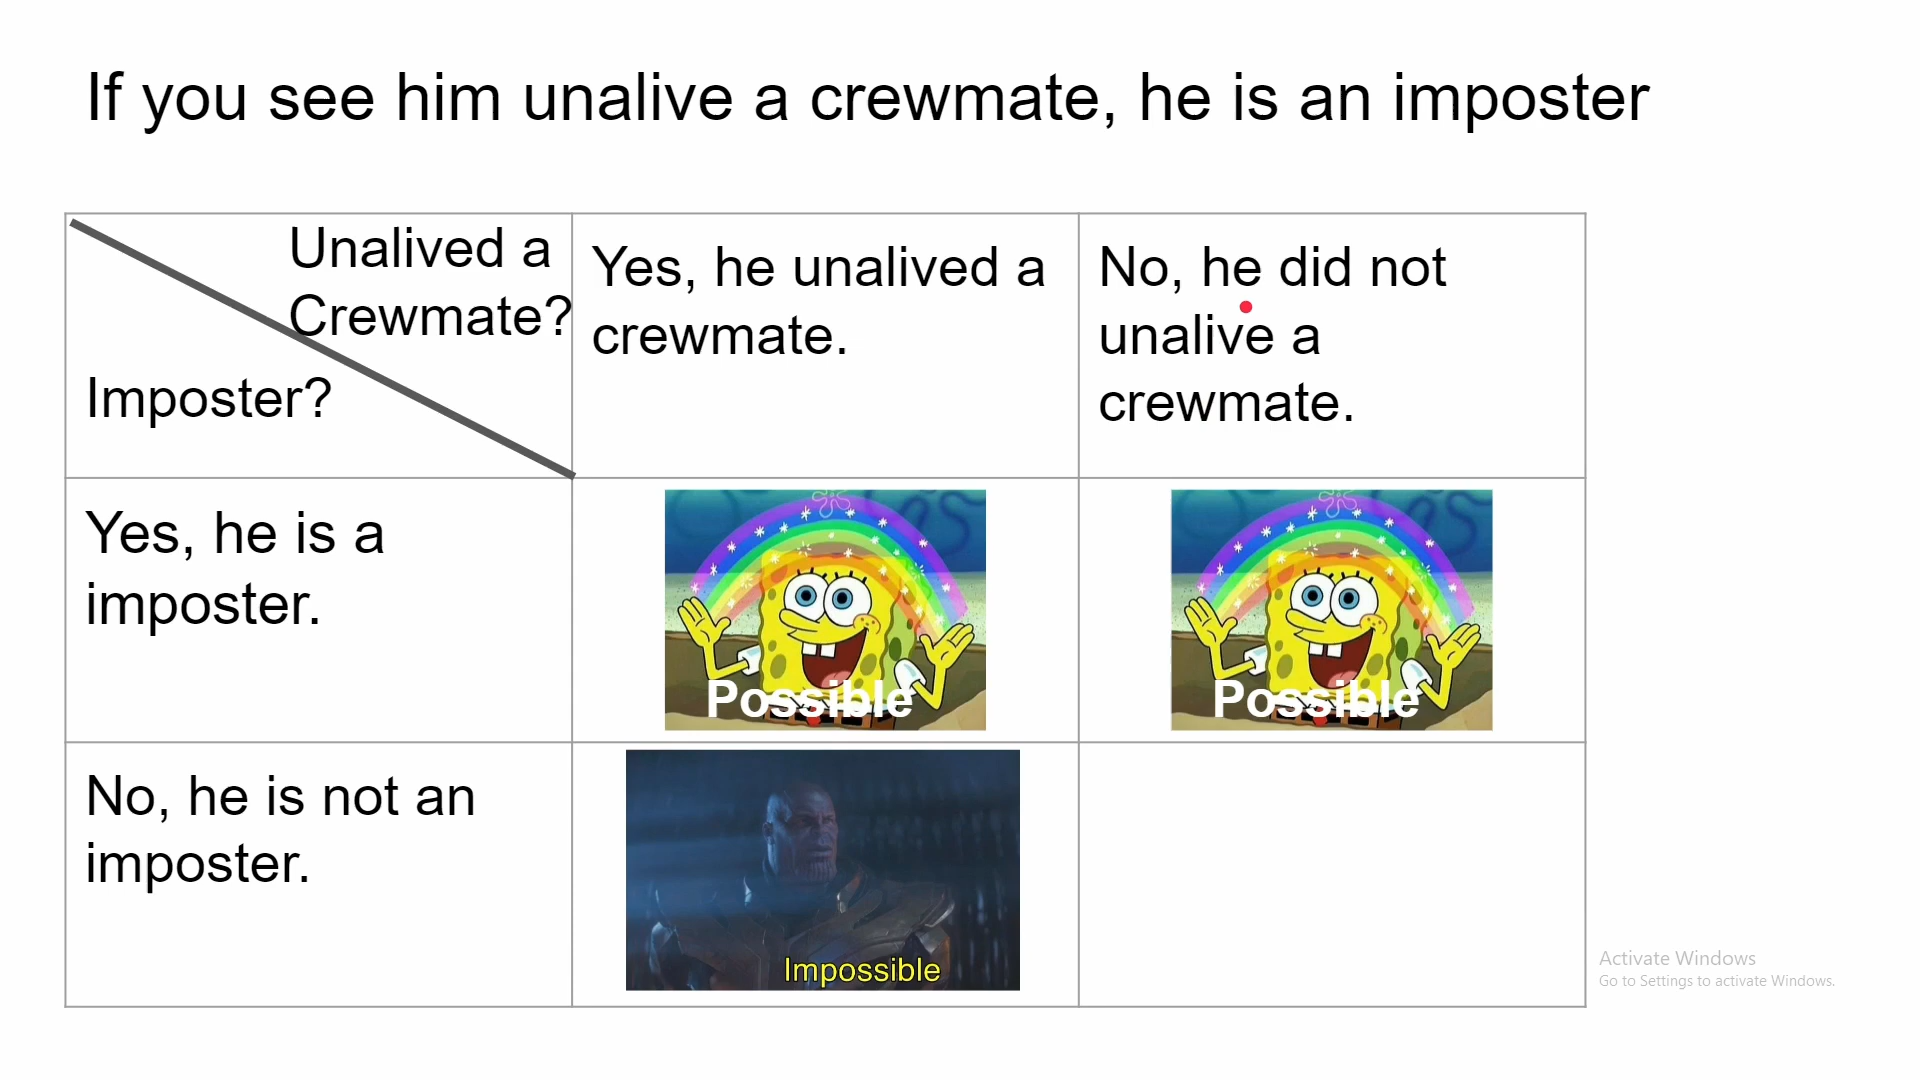 If you see him unalive a crewmate, he is an imposter
Unalived a
Crewmate?
Imposter?
Yes, he unalived a
crewmate.
No, he did not
unalive a
crewmate.
Yes, he is a
imposter.
Possible
Possible
No, he is not an
imposter.
Impossible
Activate Windows
Go to Settings to activate Windows.